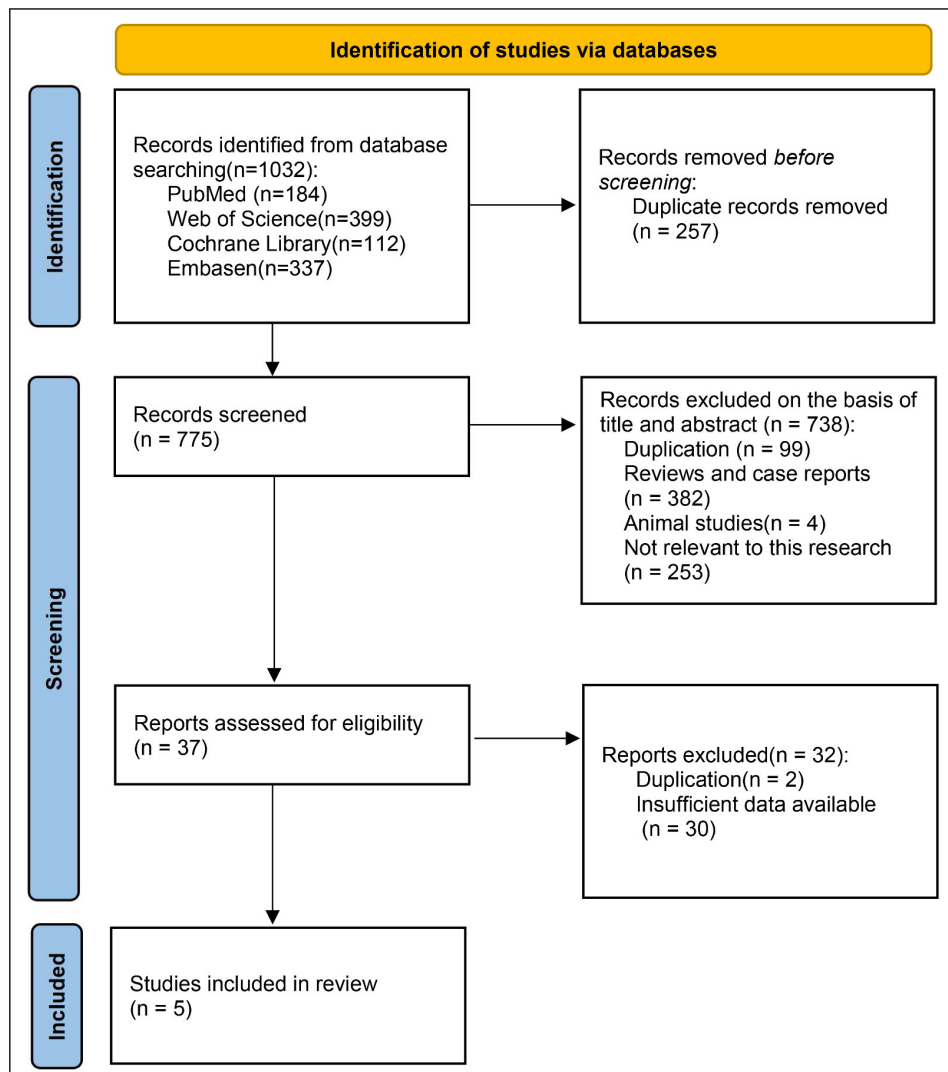 Identification of studies via databases
Identification
Records identified from database
searching(n=1032):
PubMed (n=184)
Web of Science(n=399)
Cochrane Library(n=112)
Embasen(n=337)
Records removed before
screening:
Duplicate records removed
(n = 257)
Screening
Records screened
(n = 775)
Records excluded on the basis of
title and abstract (n = 738):
Duplication (n = 99)
Reviews and case reports
(n = 382)
Animal studies(n = 4)
Not relevant to this research
(n = 253)
Reports assessed for eligibility
(n = 37)
Reports excluded(n = 32):
Duplication(n = 2)
Insufficient data available
(n = 30)
Included
Studies included in review
(n = 5)